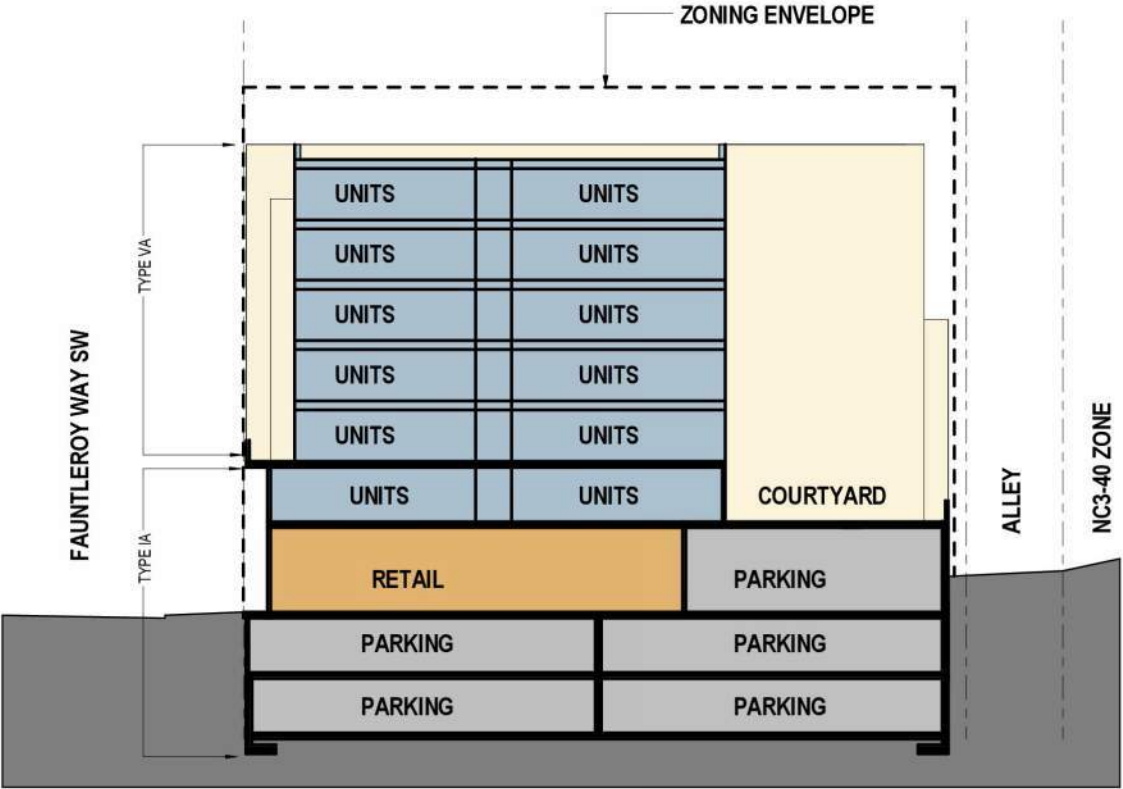 ZONING ENVELOPE
UNITS UNITS
UNITS UNITS
TYPE VA
UNITS UNITS
UNITS UNITS
UNITS UNITS
FAUNTLEROY WAY SW
UNITS UNITS COURTYARD
ALLEY
NC3-40 ZONE
TYPE IA
RETAIL PARKING
PARKING PARKING
PARKING PARKING